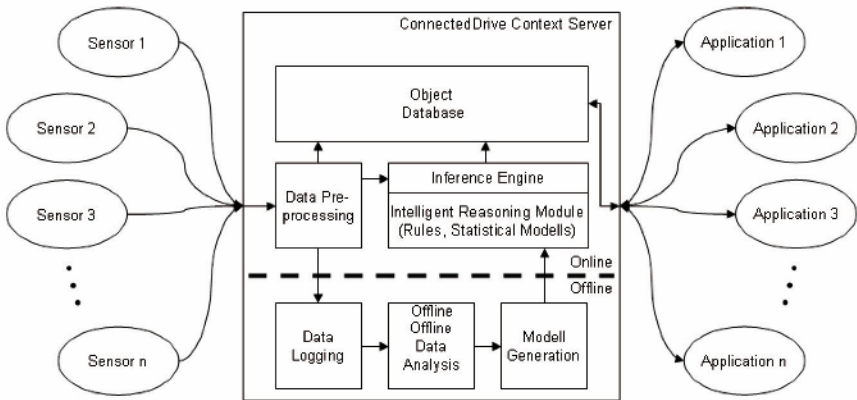 ConnectedDrive Context Server
Sensor 1
Sensor 2
Sensor 3
Sensor n
Object
Database
Data Pre-
processing
Inference Engine
Intelligent Reasoning Module
(Rules, Statistical Modells)
Online
Offline
Data
Logging
Offline
Offline
Data
Analysis
Modell
Generation
Application 1
Application 2
Application 3
Application n